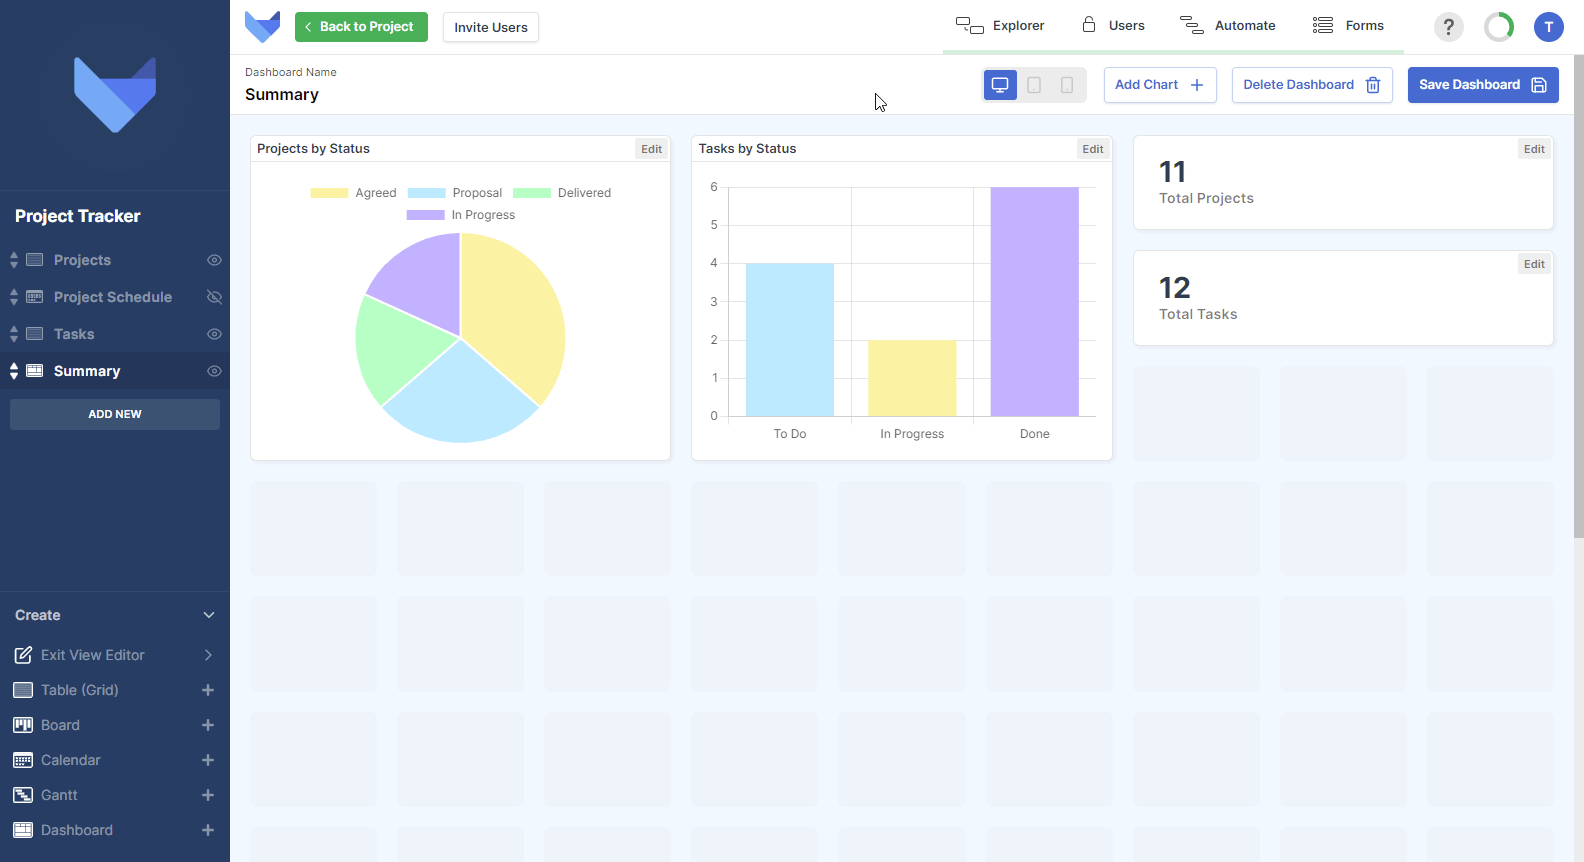 Back to Project
Invite Users
Explorer
Users
Automate
Forms
?
T
Dashboard Name
Summary
Add Chart
Delete Dashboard
Save Dashboard
Project Tracker
Projects
Project Schedule
Tasks
Summary
ADD NEW
Create
Exit View Editor
Table (Grid)
Board
Calendar
Gantt
Dashboard
Projects by Status
Edit
Agreed
Proposal
Delivered
In Progress
Tasks by Status
Edit
6
5
4
3
2
1
0
To Do
In Progress
Done
Edit
11
Total Projects
Edit
12
Total Tasks